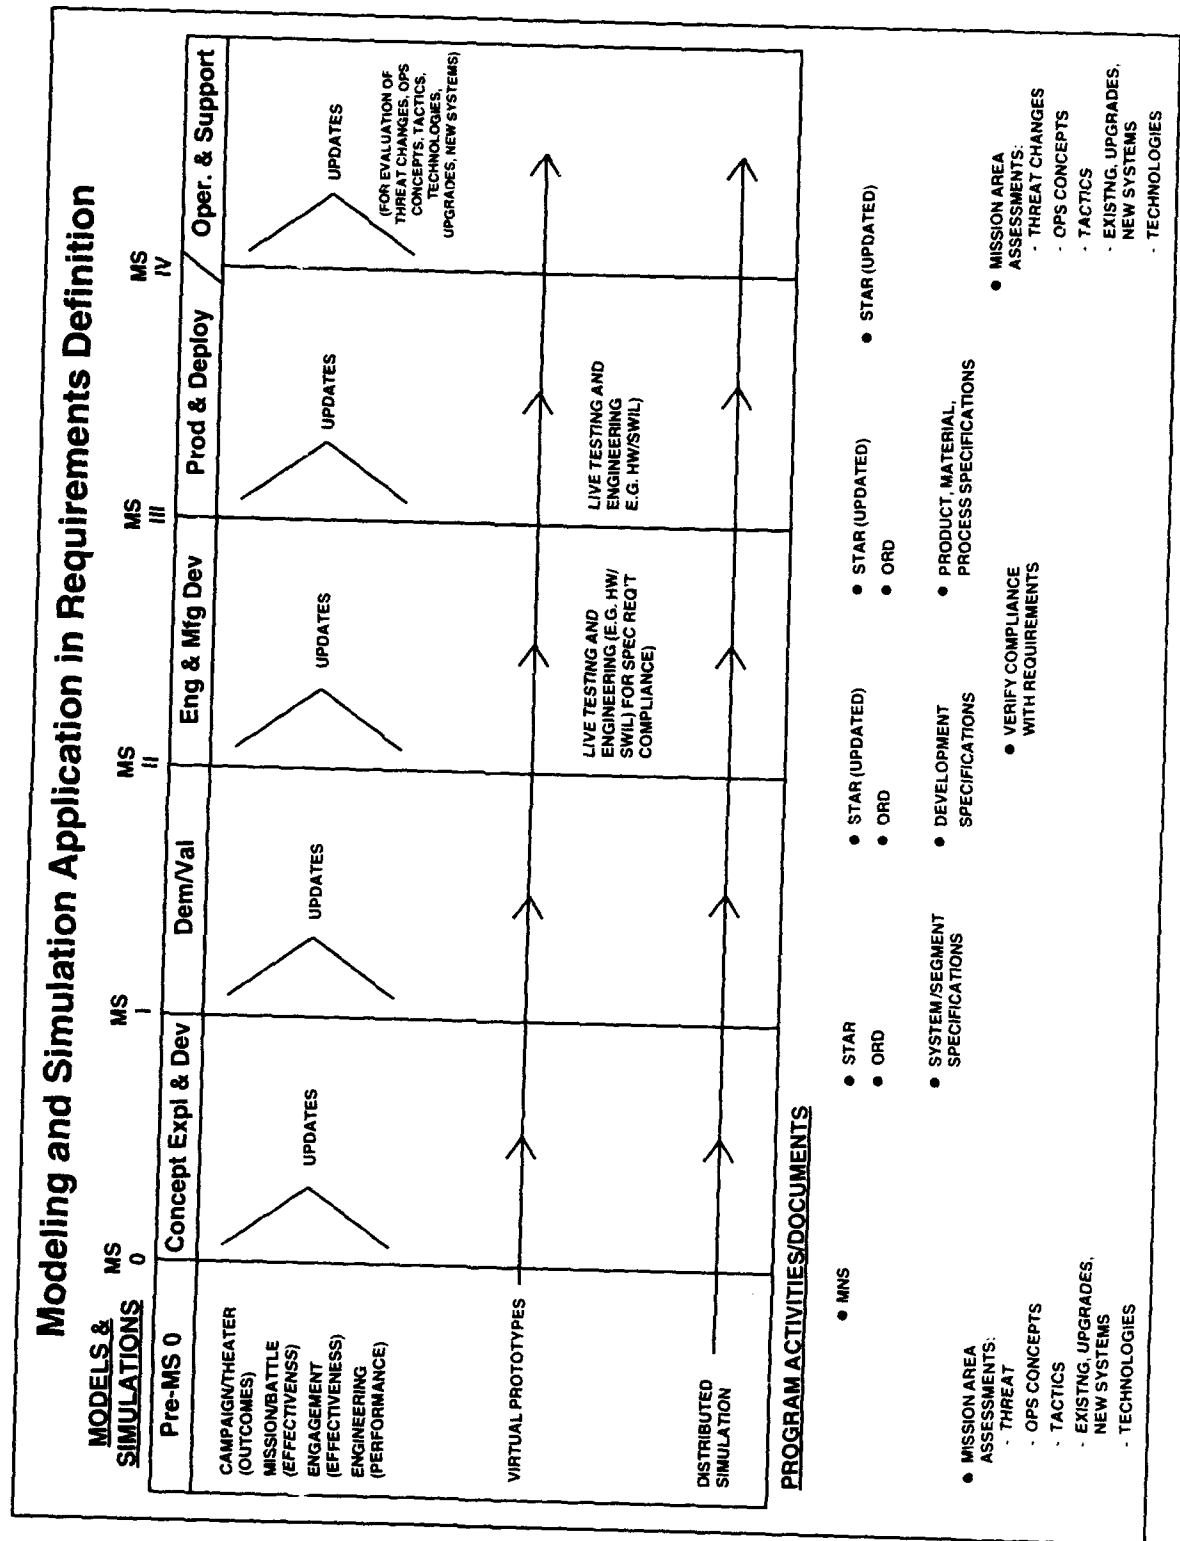 Modeling and Simulation Application in Requirements Definition
MODELS &
SIMULATIONS
MS
0
MS
I
MS
II
MS
III
MS
IV
Pre-MS 0
Concept Expl & Dev
Dem/Val
Eng & Mfg Dev
Prod & Deploy
Oper. & Support
CAMPAIGN/THEATER
(OUTCOMES)
MISSION/BATTLE
(EFFECTIVENSS)
ENGAGEMENT
(EFFECTIVENESS)
ENGINEERING
(PERFORMANCE)
UPDATES
UPDATES
UPDATES
UPDATES
UPDATES
(FOR EVALUATION OF
THREAT CHANGES, OPS
CONCEPTS, TACTICS,
TECHNOLOGIES,
UPGRADES, NEW SYSTEMS)
VIRTUAL PROTOTYPES
LIVE TESTING AND
ENGINEERING (E.G. HW/
SWIL) FOR SPEC REQ'T
COMPLIANCE)
LIVE TESTING AND
ENGINEERING
E.G. HW/SWIL)
DISTRIBUTED
SIMULATION
PROGRAM ACTIVITIES/DOCUMENTS
• MNS
• STAR
• ORD
• STAR (UPDATED)
• ORD
• STAR (UPDATED)
• ORD
• STAR (UPDATED)
• SYSTEM/SEGMENT
SPECIFICATIONS
• DEVELOPMENT
SPECIFICATIONS
• PRODUCT, MATERIAL,
PROCESS SPECIFICATIONS
• VERIFY COMPLIANCE
WITH REQUIREMENTS
• MISSION AREA
ASSESSMENTS:
- THREAT
- OPS CONCEPTS
- TACTICS
- EXISTNG, UPGRADES,
NEW SYSTEMS
- TECHNOLOGIES
• MISSION AREA
ASSESSMENTS:
- THREAT CHANGES
- OPS CONCEPTS
- TACTICS
- EXISTNG, UPGRADES,
NEW SYSTEMS
- TECHNOLOGIES